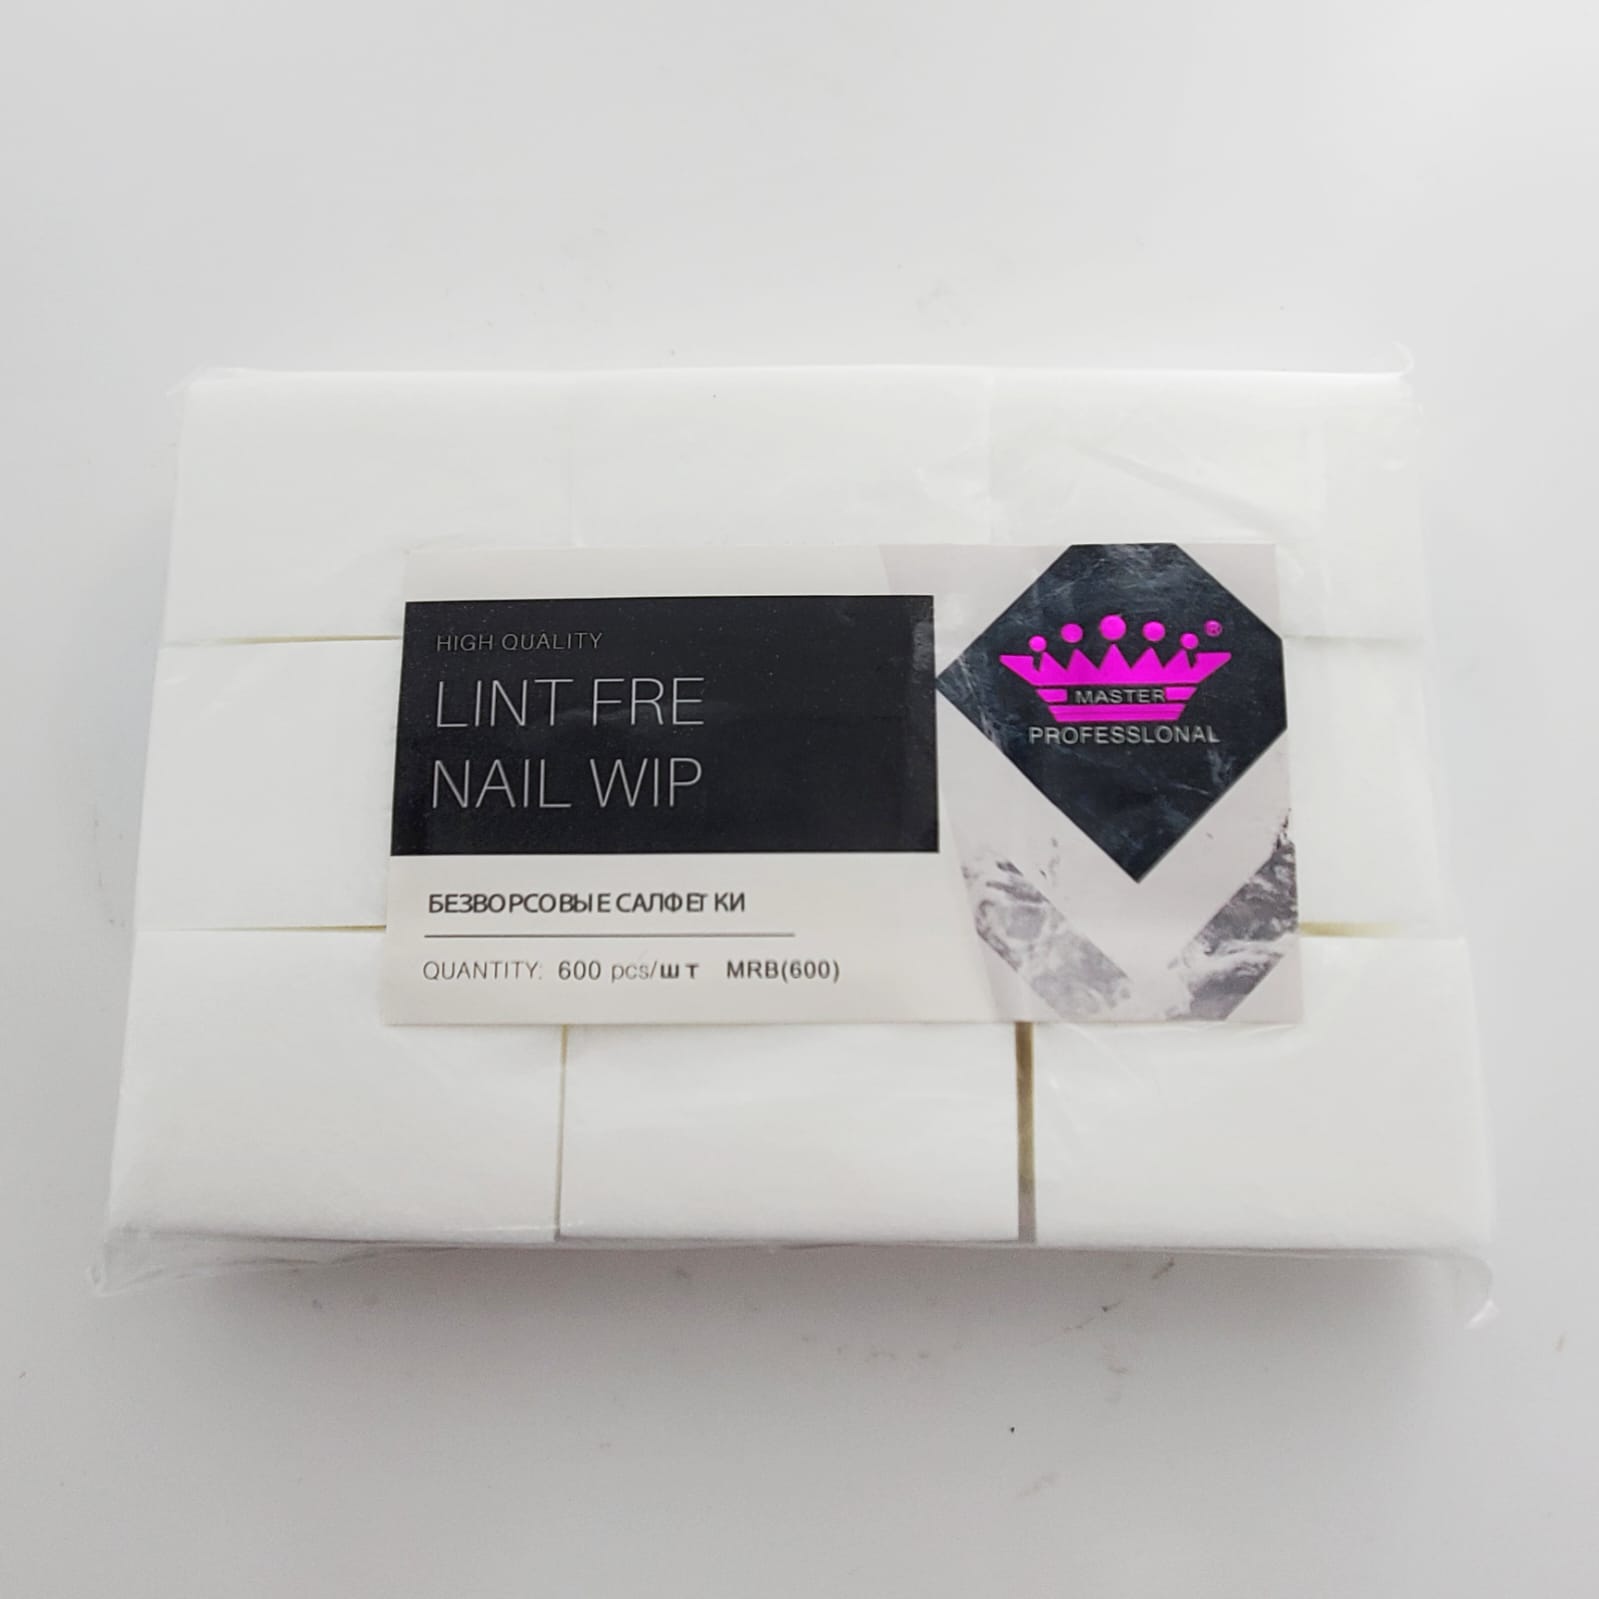 HIGH QUALITY
LINT FRE
NAIL WIP
БЕЗВОРСОВЫЕ САЛФЕТКИ
QUANTITY: 600 pcs/шт MRB(600)
®
MASTER
PROFESSLONAL